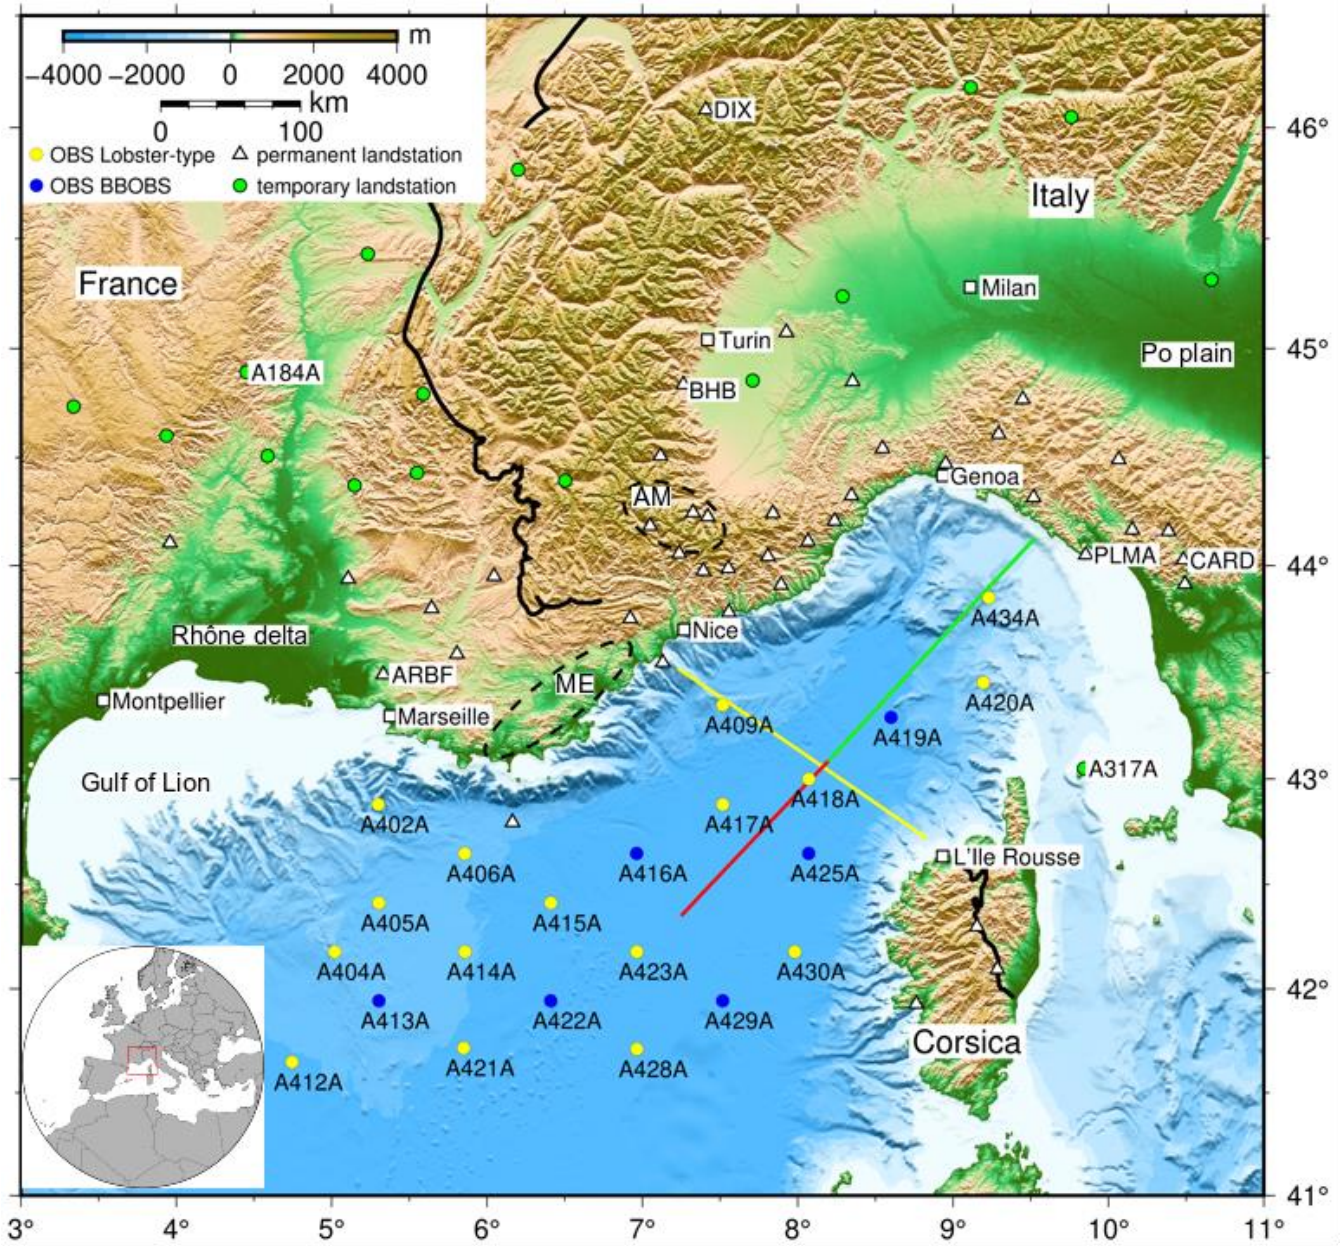 m
−4000 −2000 0 2000 4000
km
0 100
OBS Lobster-type
permanent landstation
OBS BBOBS
temporary landstation
DIX
46°
Italy
France
Milan
Turin
45°
Po plain
A184A
BHB
Genoa
AM
PLMA
CARD
44°
A434A
Rhône delta
Nice
ARBF
ME
Montpellier
Marseille
A420A
A409A
A419A
Gulf of Lion
A317A
43°
A418A
A402A
A417A
L'Ile Rousse
A406A
A416A
A425A
A405A
A415A
A404A
A414A
A423A
A430A
42°
A413A
A422A
A429A
Corsica
A421A
A428A
A412A
41°
3° 4° 5° 6° 7° 8° 9° 10° 11°